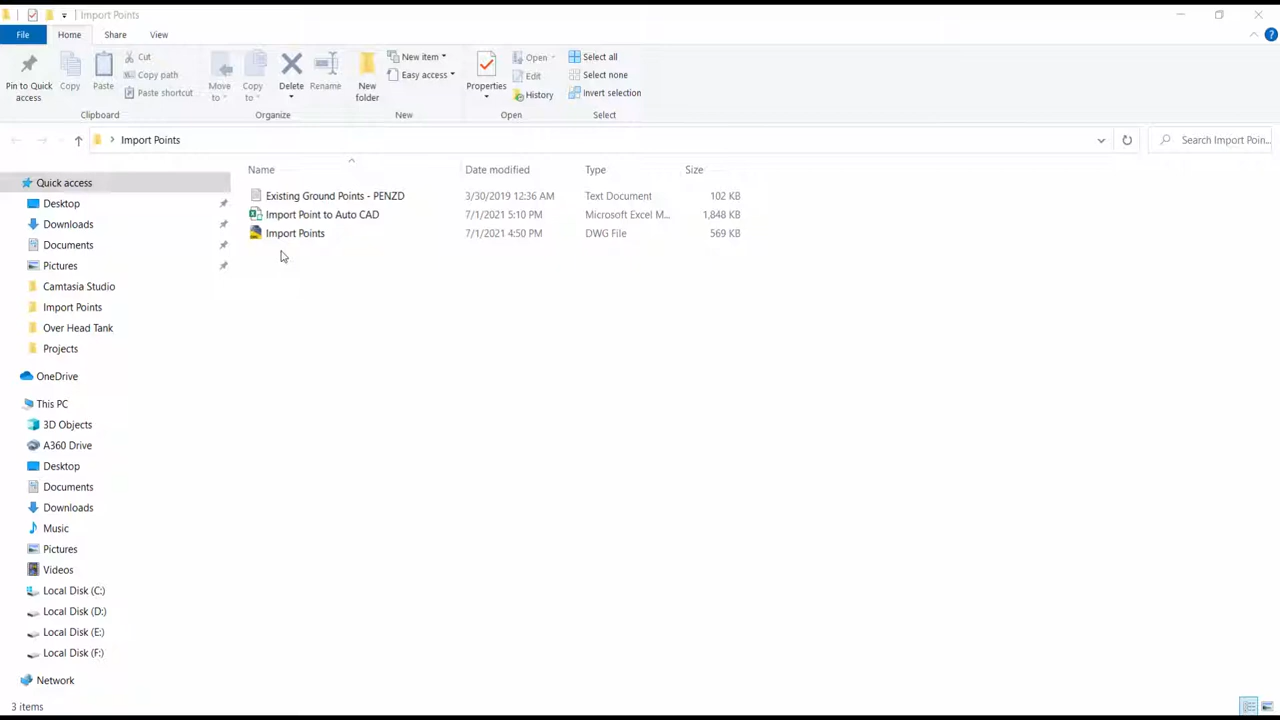 Import Points
File Home Share View
Pin to Quick access
Copy
Paste
Cut
Copy path
Paste shortcut
Clipboard
Move to
Copy to
Delete
Rename
Organize
New folder
New item
Easy access
New
Properties
Open
Edit
History
Open
Select all
Select none
Invert selection
Select
Import Points
Search Import Poin...
Name Date modified Type Size
Existing Ground Points - PENZD 3/30/2019 12:36 AM Text Document 102 KB
Import Point to Auto CAD 7/1/2021 5:10 PM Microsoft Excel M... 1,848 KB
Import Points 7/1/2021 4:50 PM DWG File 569 KB
Quick access
Desktop
Downloads
Documents
Pictures
Camtasia Studio
Import Points
Over Head Tank
Projects
OneDrive
This PC
3D Objects
A360 Drive
Desktop
Documents
Downloads
Music
Pictures
Videos
Local Disk (C:)
Local Disk (D:)
Local Disk (E:)
Local Disk (F:)
Network
3 items